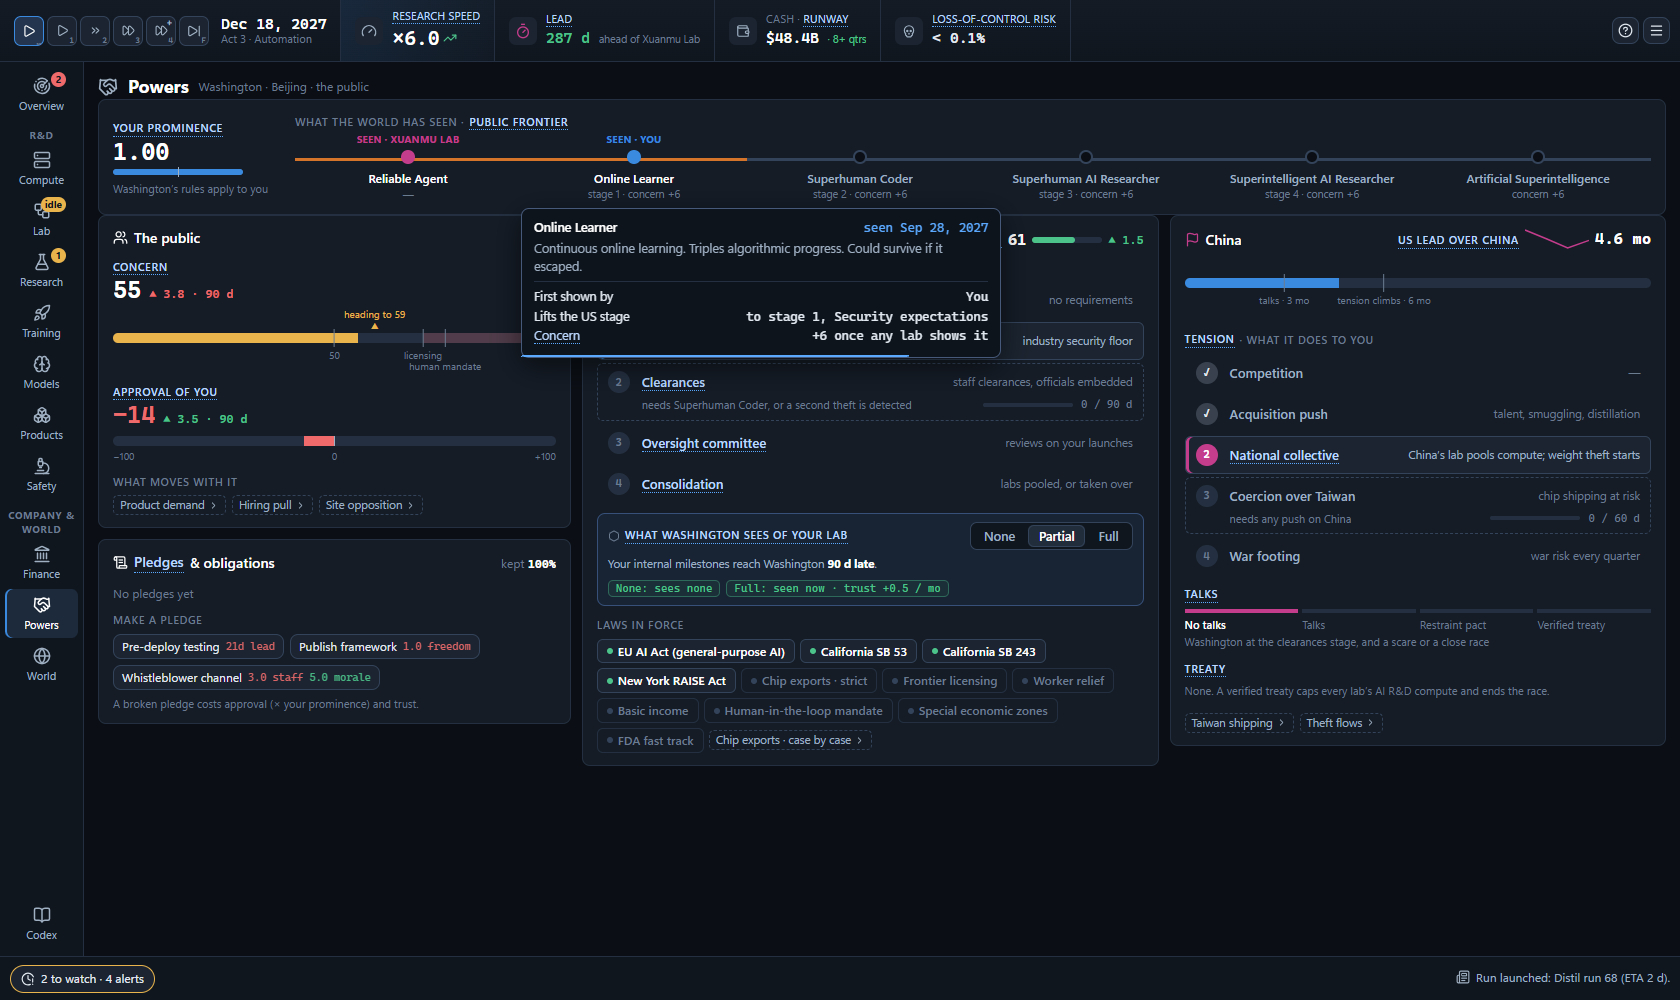 1
2
3
4
F
Dec 18, 2027
Act 3 · Automation
RESEARCH SPEED
×6.0
LEAD
287 d ahead of Xuanmu Lab
CASH · RUNWAY
$48.4B · 8+ qtrs
LOSS-OF-CONTROL RISK
< 0.1%
2
Overview
R&D
Compute
idle
Lab
1
Research
Training
Models
Products
Safety
COMPANY &
WORLD
Finance
Powers
World
Codex
Powers Washington · Beijing · the public
YOUR PROMINENCE
1.00
Washington's rules apply to you
WHAT THE WORLD HAS SEEN · PUBLIC FRONTIER
SEEN · XUANMU LAB
SEEN · YOU
Reliable Agent
—
Online Learner
stage 1 · concern +6
Superhuman Coder
stage 2 · concern +6
Superhuman AI Researcher
stage 3 · concern +6
Superintelligent AI Researcher
stage 4 · concern +6
Artificial Superintelligence
concern +6
The public
CONCERN
55 ▲ 3.8 · 90 d
heading to 59
50
licensing
human mandate
APPROVAL OF YOU
−14 ▲ 3.5 · 90 d
−100
0
+100
WHAT MOVES WITH IT
Product demand ›
Hiring pull ›
Site opposition ›
Pledges & obligations
kept 100%
No pledges yet
MAKE A PLEDGE
Pre-deploy testing 21d lead
Publish framework 1.0 freedom
Whistleblower channel 3.0 staff 5.0 morale
A broken pledge costs approval (× your prominence) and trust.
Online Learner
seen Sep 28, 2027
Continuous online learning. Triples algorithmic progress. Could survive if it
escaped.
First shown by
You
Lifts the US stage
to stage 1, Security expectations
Concern
+6 once any lab shows it
61
▲ 1.5
no requirements
industry security floor
2
Clearances
staff clearances, officials embedded
needs Superhuman Coder, or a second theft is detected
0 / 90 d
3
Oversight committee
reviews on your launches
4
Consolidation
labs pooled, or taken over
WHAT WASHINGTON SEES OF YOUR LAB
None
Partial
Full
Your internal milestones reach Washington 90 d late.
None: sees none
Full: seen now · trust +0.5 / mo
LAWS IN FORCE
EU AI Act (general-purpose AI)
California SB 53
California SB 243
New York RAISE Act
Chip exports · strict
Frontier licensing
Worker relief
Basic income
Human-in-the-loop mandate
Special economic zones
FDA fast track
Chip exports · case by case ›
China
US LEAD OVER CHINA
4.6 mo
talks · 3 mo
tension climbs · 6 mo
TENSION · WHAT IT DOES TO YOU
Competition
—
Acquisition push
talent, smuggling, distillation
2
National collective
China's lab pools compute; weight theft starts
3
Coercion over Taiwan
chip shipping at risk
needs any push on China
0 / 60 d
4
War footing
war risk every quarter
TALKS
No talks
Talks
Restraint pact
Verified treaty
Washington at the clearances stage, and a scare or a close race
TREATY
None. A verified treaty caps every lab's AI R&D compute and ends the race.
Taiwan shipping ›
Theft flows ›
2 to watch · 4 alerts
Run launched: Distil run 68 (ETA 2 d).